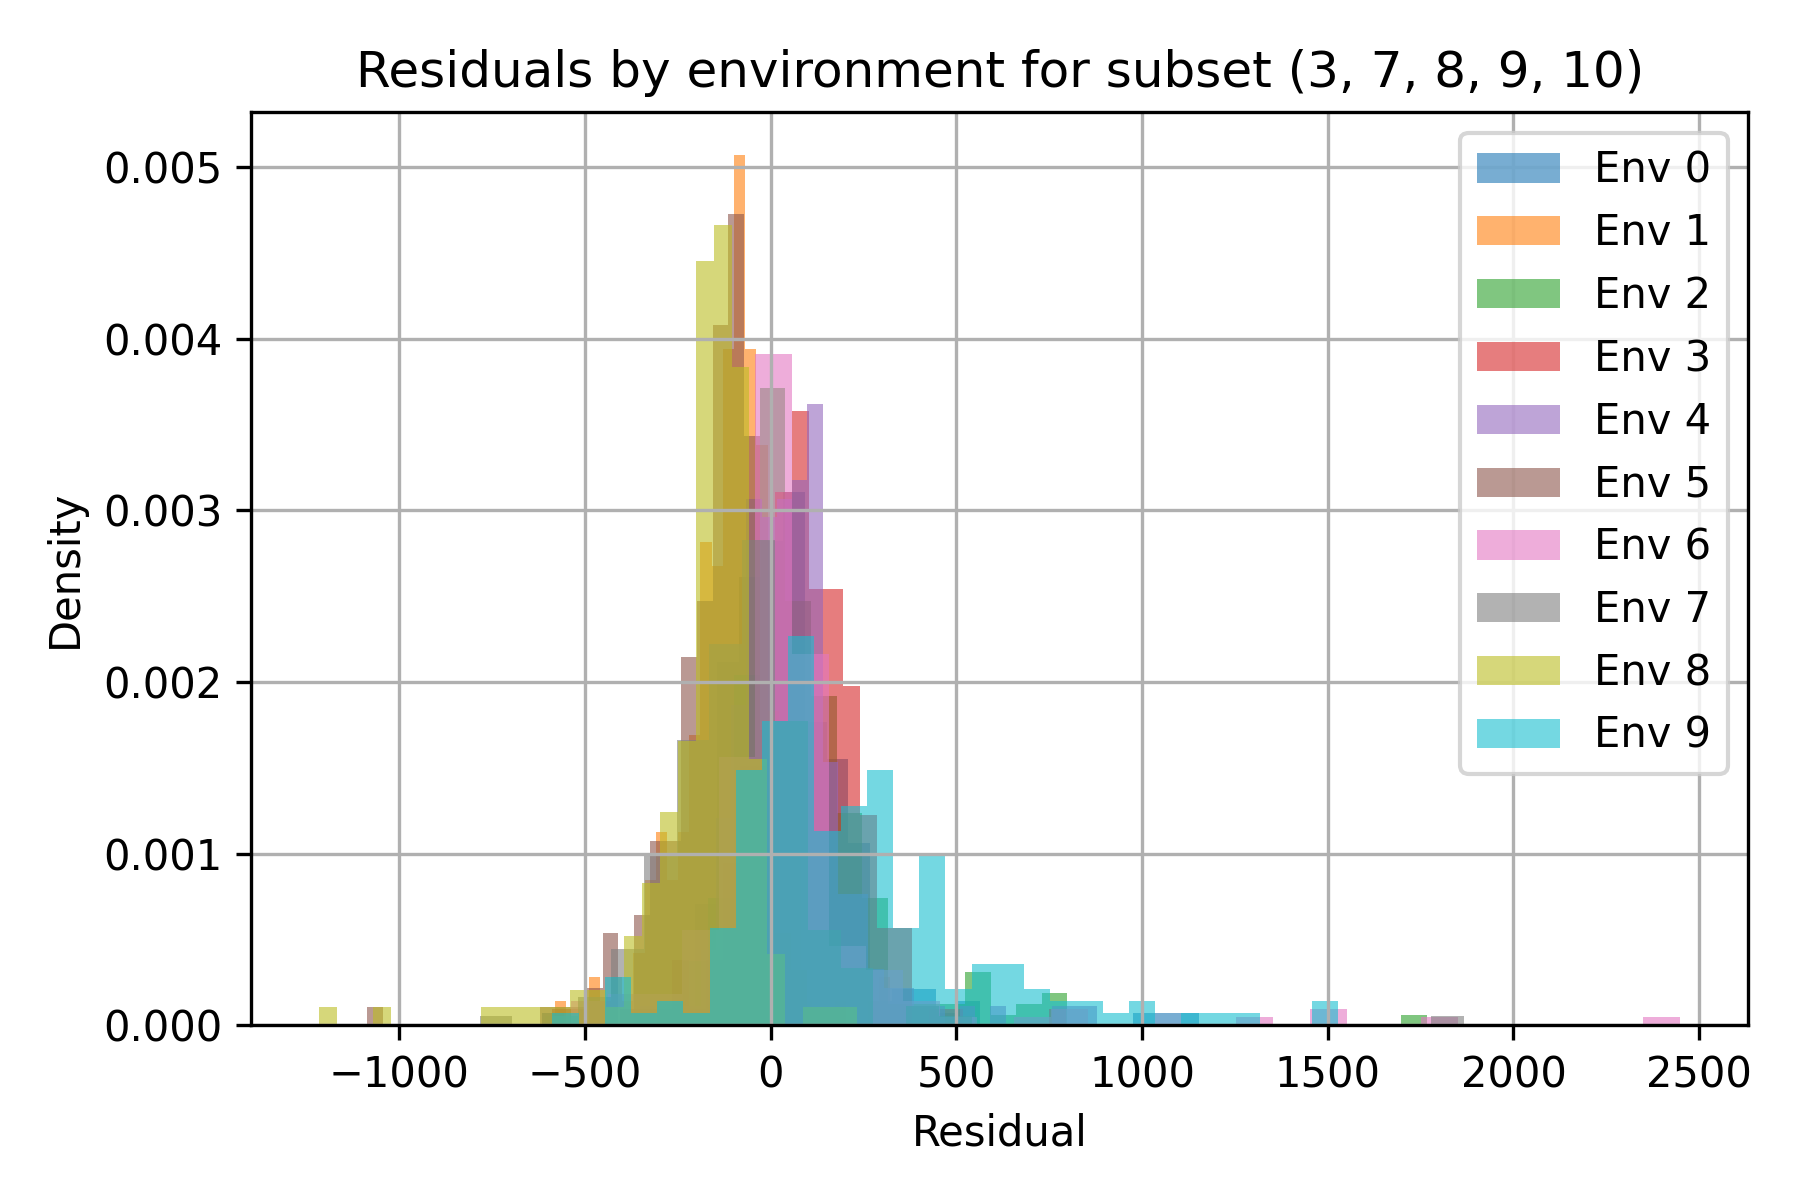 Residuals by environment for subset (3, 7, 8, 9, 10)
0.005
0.004
0.003
0.002
0.001
0.000
Density
−1000
−500
0
500
1000
1500
2000
2500
Residual
Env 0
Env 1
Env 2
Env 3
Env 4
Env 5
Env 6
Env 7
Env 8
Env 9